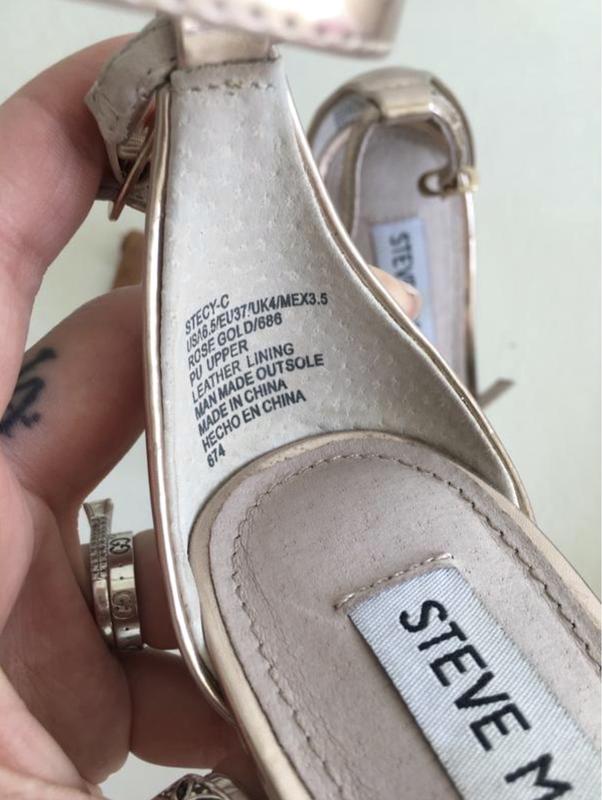 STECY-C
USA6.5/EU37/UK4/MEX3.5
ROSE GOLD/686
PU UPPER
LEATHER LINING
MAN MADE OUTSOLE
MADE IN CHINA
HECHO EN CHINA
674
STEVE M
STEVE